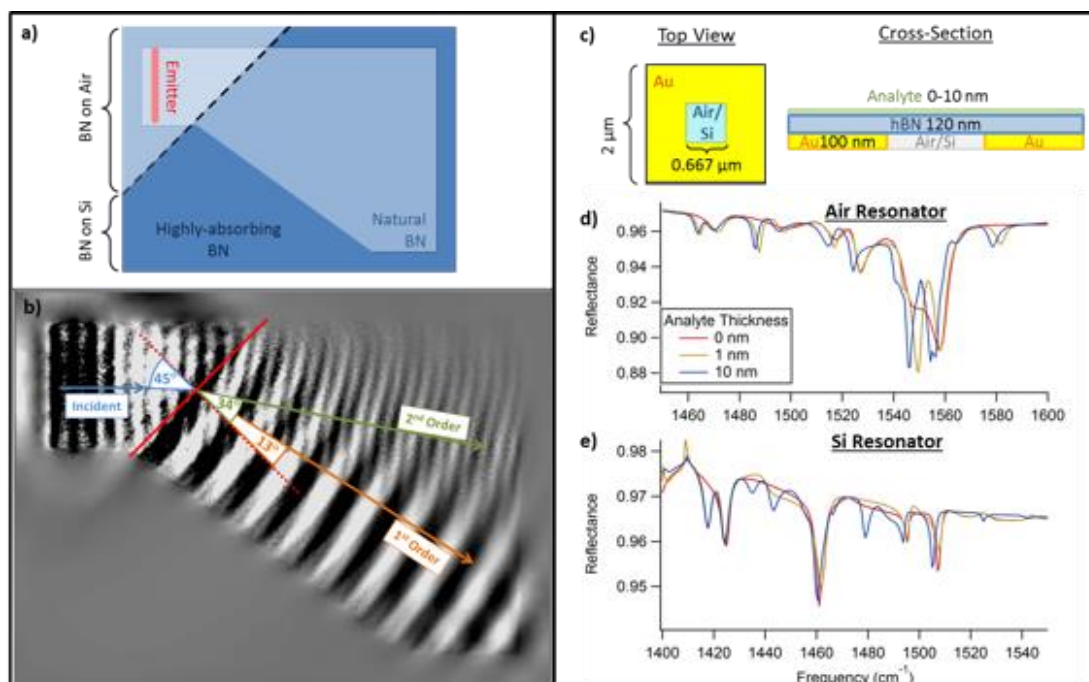 a)
BN on Air
Emitter
BN on Si
Highly-absorbing
BN
Natural
BN
b)
45°
Incident
34°
2nd Order
13°
1st Order
c)
Top View
Cross-Section
2 μm
Au
Air/
Si
0.667 μm
Analyte 0-10 nm
hBN 120 nm
Au 100 nm
Air/Si
Au
d)
Air Resonator
Reflectance
0.96
0.94
0.92
0.90
0.88
Analyte Thickness
0 nm
1 nm
10 nm
1460 1480 1500 1520 1540 1560 1580 1600
e)
Si Resonator
Reflectance
0.98
0.97
0.96
0.95
1400 1420 1440 1460 1480 1500 1520 1540
Frequency (cm-1)